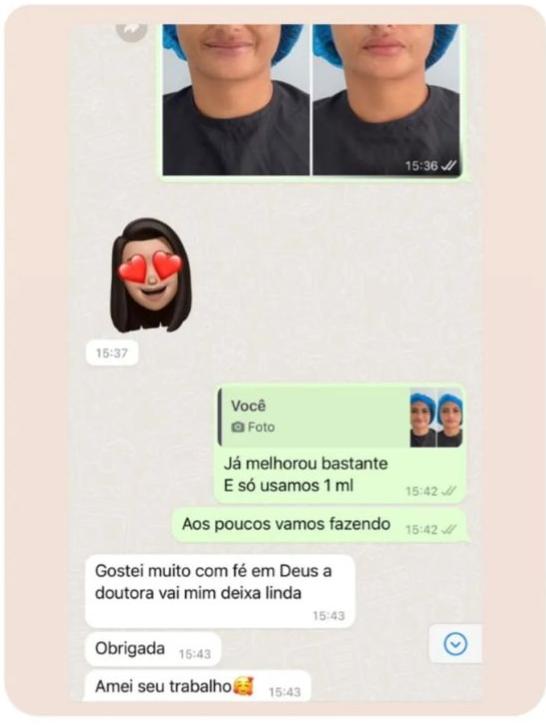 15:36
15:37
Você
Foto
Já melhorou bastante
E só usamos 1 ml
15:42
Aos poucos vamos fazendo
15:42
Gostei muito com fé em Deus a
doutora vai mim deixa linda
15:43
Obrigada
15:43
Amei seu trabalho🥰
15:43